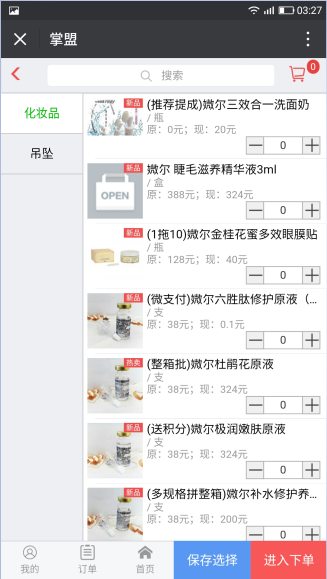 03:27
掌盟
搜索
0
化妆品
吊坠
新品
(推荐提成)媺尔三效合一洗面奶
/ 瓶
原：0元；现：20元
0
新品
媺尔 睫毛滋养精华液3ml
/ 盒
原：388元；现：324元
OPEN
0
新品
(1拖10)媺尔金桂花蜜多效眼膜贴
/ 瓶
原：128元；现：40元
0
新品
(微支付)媺尔六胜肽修护原液（...
/ 支
原：38元；现：0.1元
0
热卖
(整箱批)媺尔杜鹃花原液
/ 支
原：38元；现：324元
0
新品
(送积分)媺尔极润嫩肤原液
/ 支
原：38元；现：324元
0
新品
(多规格拼整箱)媺尔补水修护养...
/ 支
原：38元；现：200元
0
我的
订单
首页
保存选择
进入下单